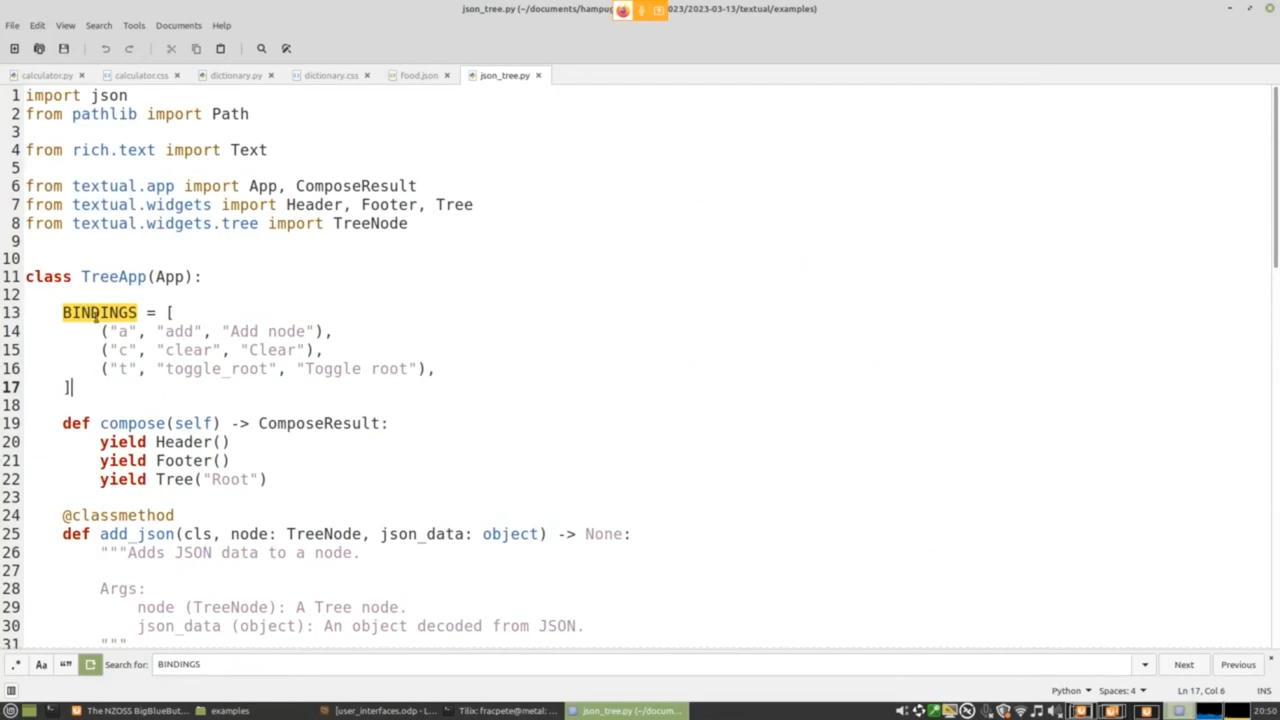 json_tree.py (~/documents/hampug 023/2023-03-13/textual/examples)
File Edit View Search Tools Documents Help
calculator.py calculator.css dictionary.py dictionary.css food.json json_tree.py
1 import json
2 from pathlib import Path
3
4 from rich.text import Text
5
6 from textual.app import App, ComposeResult
7 from textual.widgets import Header, Footer, Tree
8 from textual.widgets.tree import TreeNode
9
10
11 class TreeApp(App):
12
13     BINDINGS = [
14         ("a", "add", "Add node"),
15         ("c", "clear", "Clear"),
16         ("t", "toggle_root", "Toggle root"),
17     ]
18
19     def compose(self) -> ComposeResult:
20         yield Header()
21         yield Footer()
22         yield Tree("Root")
23
24     @classmethod
25     def add_json(cls, node: TreeNode, json_data: object) -> None:
26         """Adds JSON data to a node.
27
28         Args:
29             node (TreeNode): A Tree node.
30             json_data (object): An object decoded from JSON.
31         """
.* Aa “” Search for: BINDINGS Next Previous
Python Spaces: 4 Ln 17, Col 6 INS
The NZOSS BigBlueBut... examples [user_interfaces.odp - L... Tilix: fracpete@metal: ... json_tree.py (~/docum... 20:50